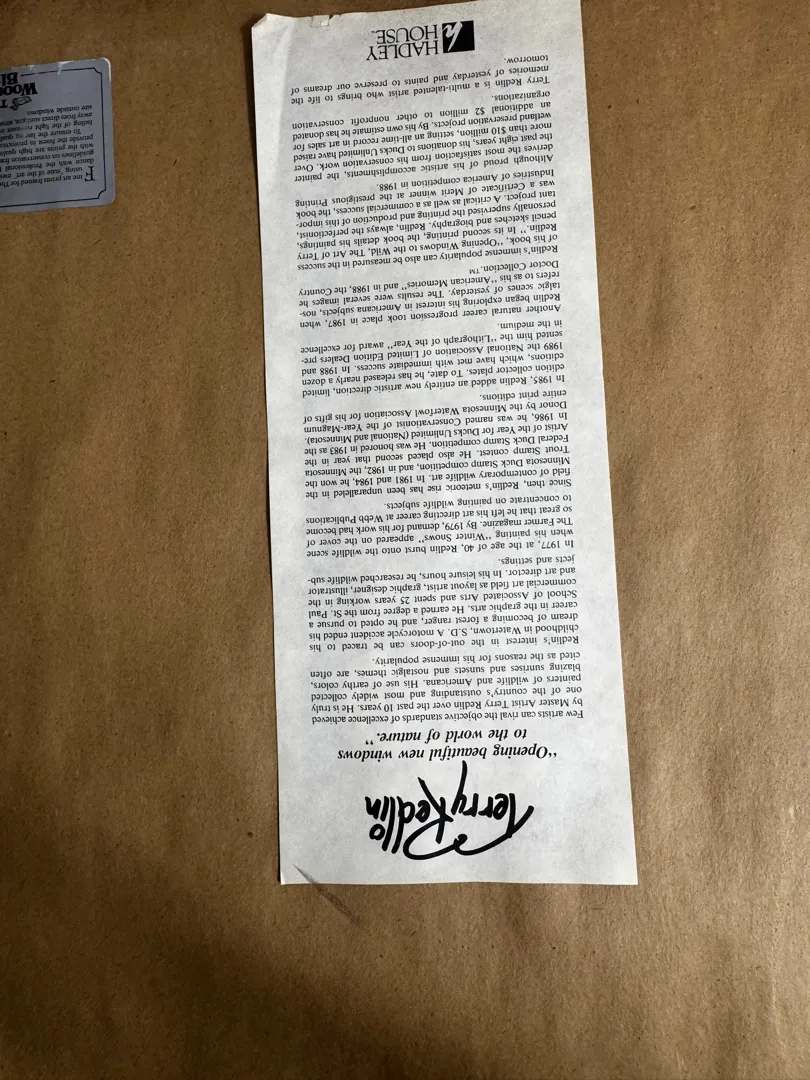 Terry Redlin
“Opening beautiful new windows
to the world of nature.”
Few artists can rival the objective standards of excellence achieved
by Master Artist Terry Redlin over the past 10 years. He is truly
one of the country's outstanding and most widely collected
painters of wildlife and Americana. His use of earthy colors,
blazing sunrises and sunsets and nostalgic themes, are often
cited as the reasons for his immense popularity.
Redlin's interest in the out-of-doors can be traced to his
childhood in Watertown, S.D. A motorcycle accident ended his
dream of becoming a forest ranger, and he opted to pursue a
career in the graphic arts. He earned a degree from the St. Paul
School of Associated Arts and spent 25 years working in the
commercial art field as layout artist, graphic designer, illustrator
and art director. In his leisure hours, he researched wildlife sub-
jects and settings.
In 1977, at the age of 40, Redlin burst onto the wildlife scene
when his painting “Winter Snows” appeared on the cover of
The Farmer magazine. By 1979, demand for his work had become
so great that he left his art directing career at Webb Publications
to concentrate on painting wildlife subjects.
Since then, Redlin's meteoric rise has been unparalleled in the
field of contemporary wildlife art. In 1981 and 1984, he won the
Minnesota Duck Stamp competition, and in 1982, the Minnesota
Trout Stamp contest. He also placed second that year in the
Federal Duck Stamp competition. He was honored in 1983 as the
Artist of the Year for Ducks Unlimited (National and Minnesota).
In 1986, he was named Conservationist of the Year-Magnum
Donor by the Minnesota Waterfowl Association for his gifts of
entire print editions.
In 1985, Redlin added an entirely new artistic direction, limited
edition collector plates. To date, he has released nearly a dozen
editions, which have met with immediate success. In 1988 and
1989 the National Association of Limited Edition Dealers pre-
sented him the “Lithograph of the Year” award for excellence
in the medium.
Another natural career progression took place in 1987, when
Redlin began exploring his interest in Americana subjects, nos-
talgic scenes of yesterday. The results were several images he
refers to as his “American Memories” and in 1988, the Country
Doctor Collection.™
Redlin's immense popularity can also be measured in the success
of his book, “Opening Windows to the Wild, The Art of Terry
Redlin.” In its second printing, the book details his paintings,
pencil sketches and biography. Redlin, always the perfectionist,
personally supervised the printing and production of this impor-
tant project. A critical as well as a commercial success, the book
was a Certificate of Merit winner at the prestigious Printing
Industries of America competition in 1988.
Although proud of his artistic accomplishments, the painter
derives the most satisfaction from his conservation work. Over
the past eight years, his donations to Ducks Unlimited have raised
more than $10 million, setting an all-time record in art sales for
wetland preservation projects. By his own estimate he has donated
an additional $2 million to other nonprofit conservation
organizations.
Terry Redlin is a multi-talented artist who brings to life the
memories of yesterday and paints to preserve our dreams of
tomorrow.
HADLEY
HOUSE™